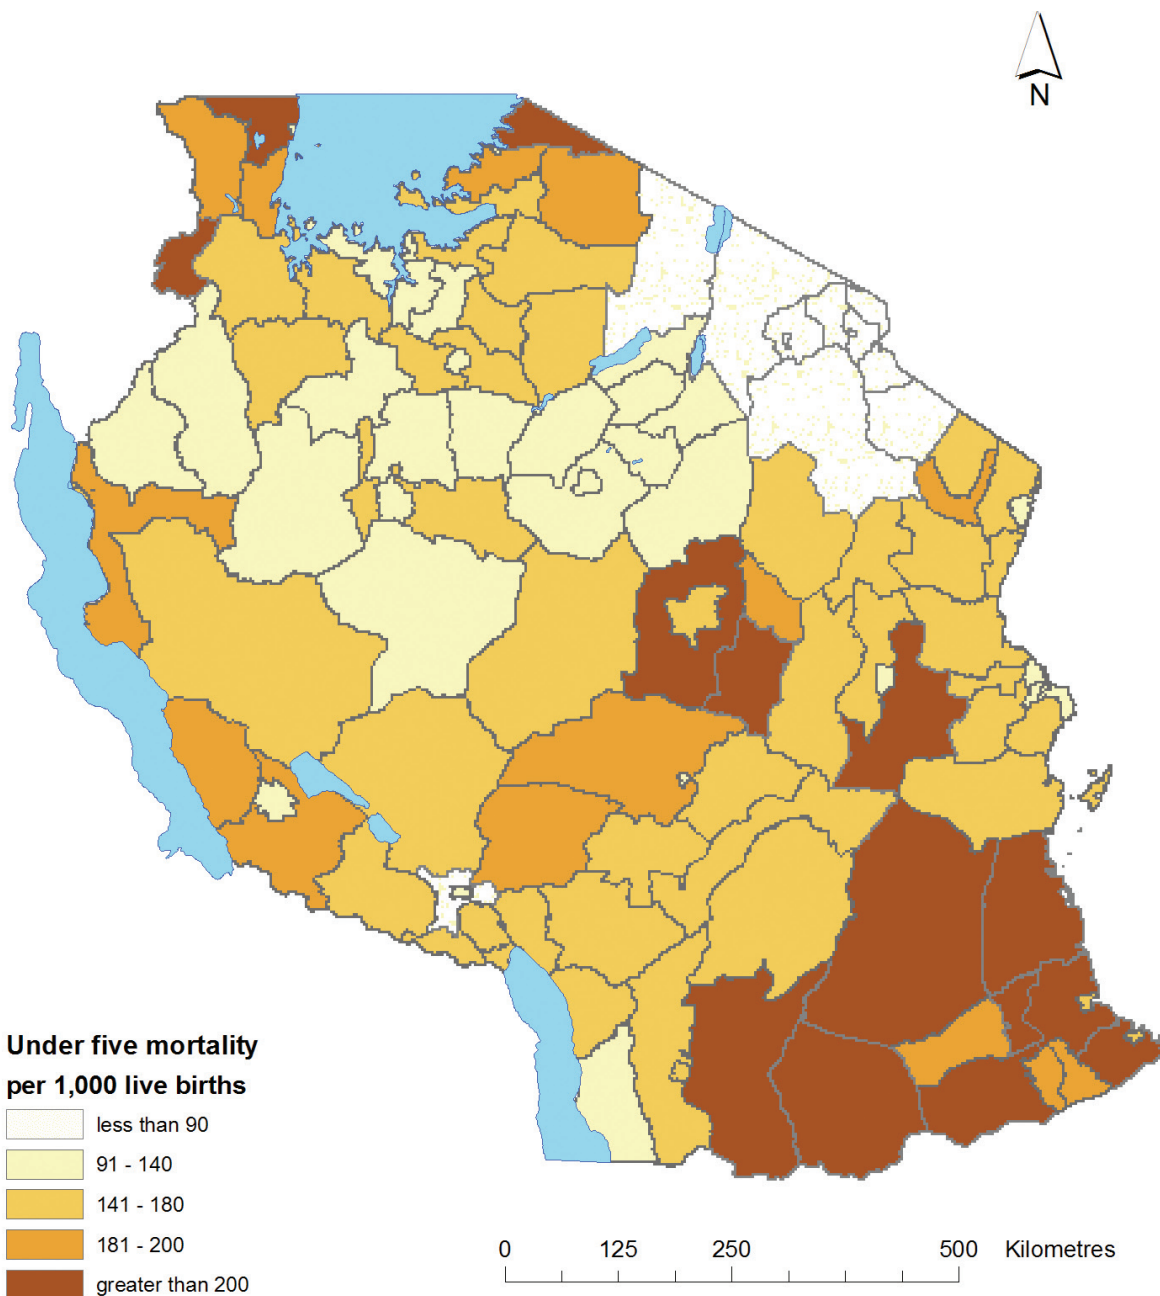 N
Under five mortality
per 1,000 live births
less than 90
91 - 140
141 - 180
181 - 200
greater than 200
0 125 250 500 Kilometres